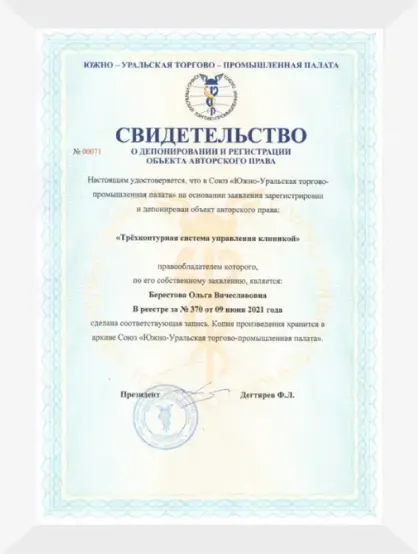 ЮЖНО – УРАЛЬСКАЯ ТОРГОВО – ПРОМЫШЛЕННАЯ ПАЛАТА
СВИДЕТЕЛЬСТВО
№ 00071
О ДЕПОНИРОВАНИИ И РЕГИСТРАЦИИ
ОБЪЕКТА АВТОРСКОГО ПРАВА
Настоящим удостоверяется, что в Союз «Южно-Уральская торгово-
промышленная палата» на основании заявления зарегистрирован
и депонирован объект авторского права:
«Трёхконтурная система управления клиникой»
правообладателем которого,
по его собственному заявлению, является:
Берестова Ольга Вячеславовна
В реестре за № 370 от 09 июня 2021 года
сделана соответствующая запись. Копия произведения хранится в
архиве Союз «Южно-Уральская торгово-промышленная палата».
Президент Дегтярев Ф.Л.